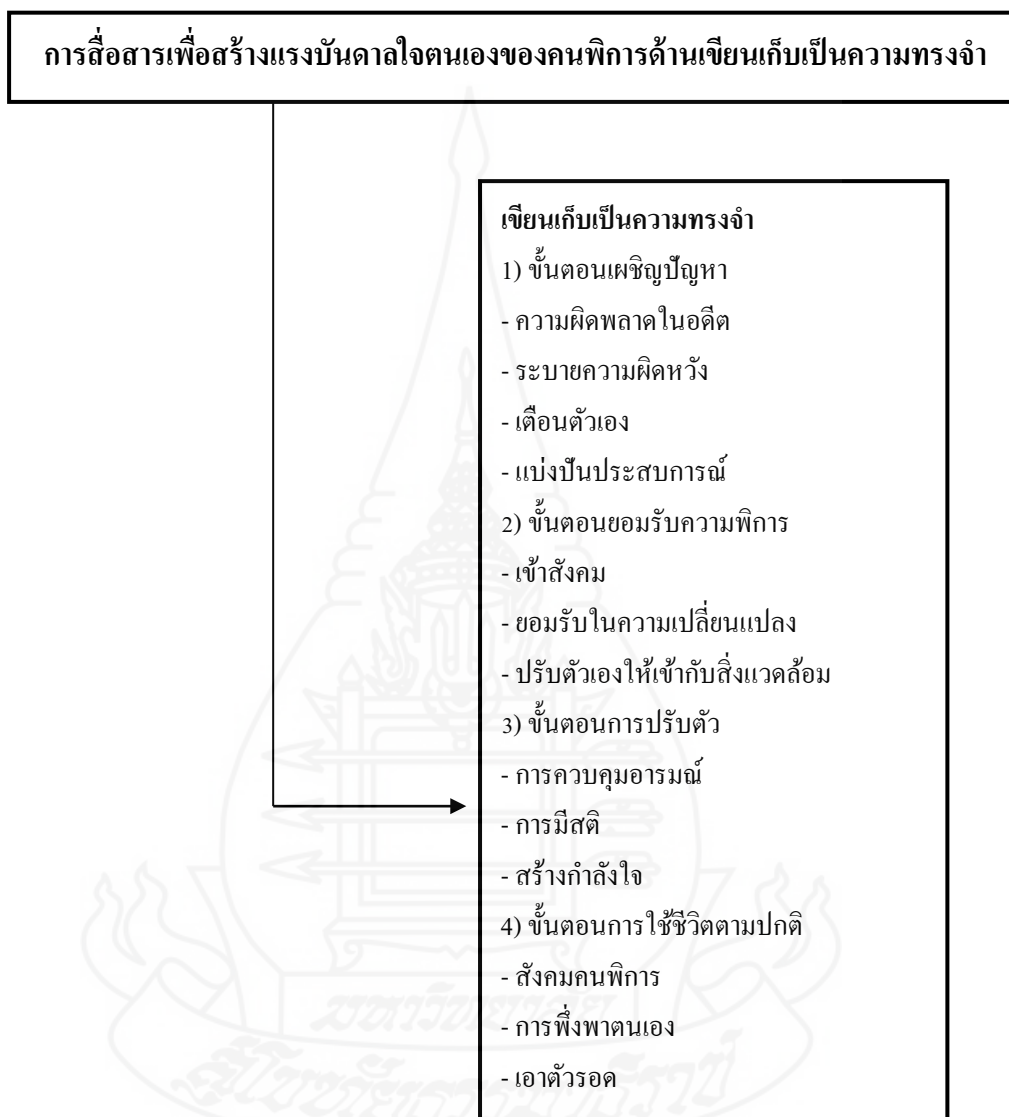 การสื่อสารเพื่อสร้างแรงบันดาลใจตนเองของคนพิการด้านเขียนเก็บเป็นความทรงจำ
เขียนเก็บเป็นความทรงจำ
1) ขั้นตอนเผชิญปัญหา
- ความผิดพลาดในอดีต
- ระบายความผิดหวัง
- เตือนตัวเอง
- แบ่งปันประสบการณ์
2) ขั้นตอนยอมรับความพิการ
- เข้าสังคม
- ยอมรับในความเปลี่ยนแปลง
- ปรับตัวเองให้เข้ากับสิ่งแวดล้อม
3) ขั้นตอนการปรับตัว
- การควบคุมอารมณ์
- การมีสติ
- สร้างกำลังใจ
4) ขั้นตอนการใช้ชีวิตตามปกติ
- สังคมคนพิการ
- การพึ่งพาตนเอง
- เอาตัวรอด